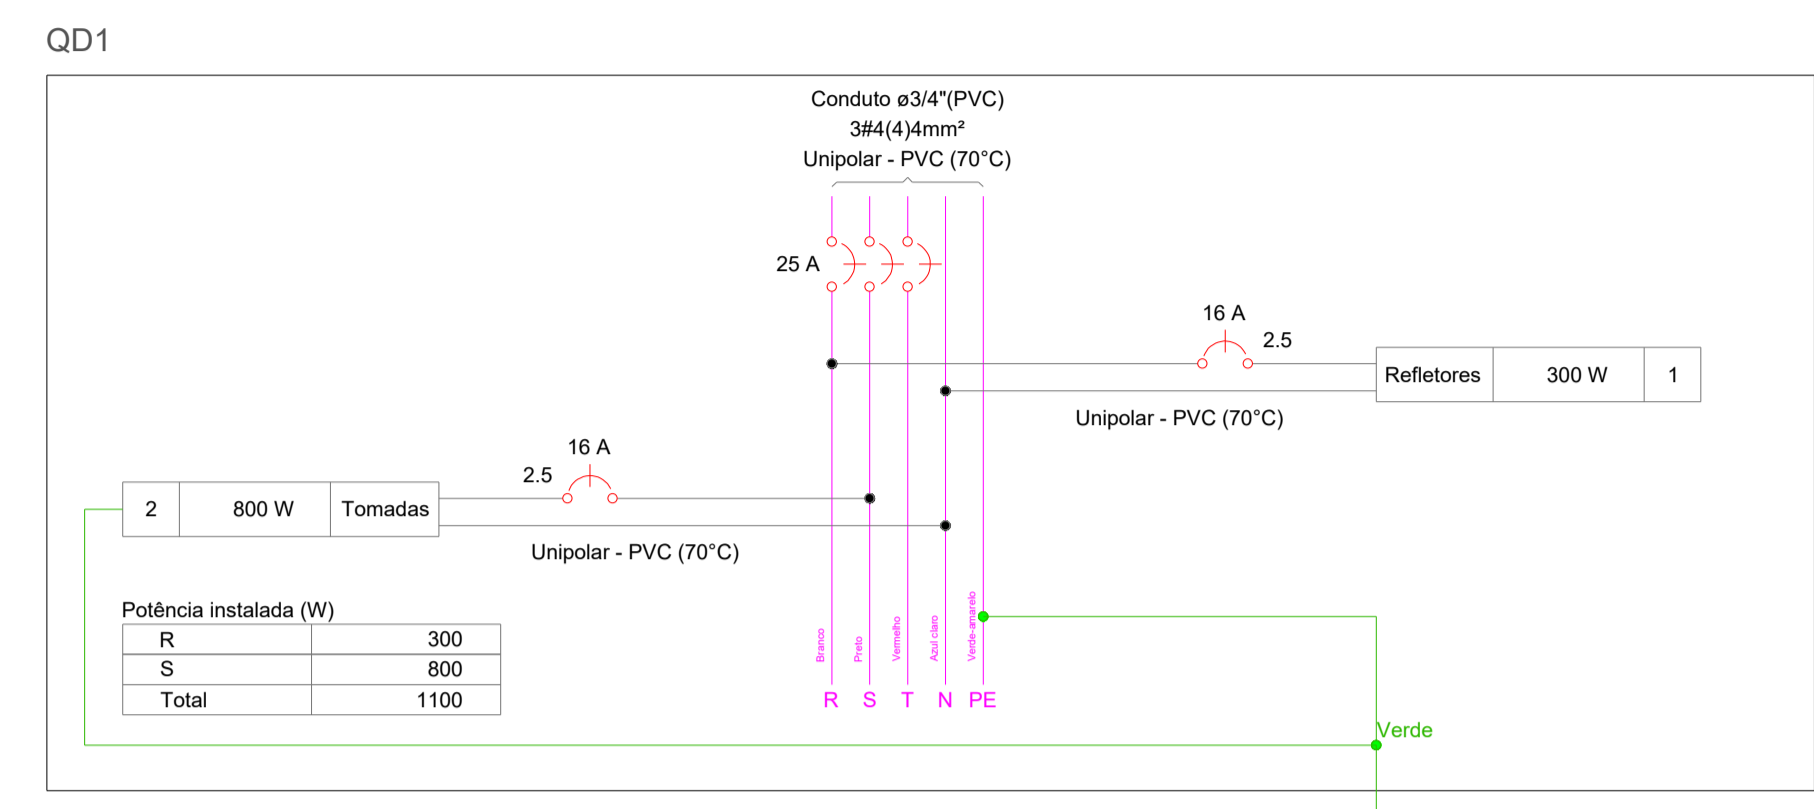 QD1
Conduto ø3/4"(PVC)
3#4(4)4mm²
Unipolar - PVC (70°C)
25 A
16 A
2.5
Refletores 300 W 1
Unipolar - PVC (70°C)
16 A
2.5
2 800 W Tomadas
Unipolar - PVC (70°C)
Potência instalada (W)
R 300
S 800
Total 1100
Branco
Preto
Vermelho
Azul claro
Verde-amarelo
R S T N PE
Verde